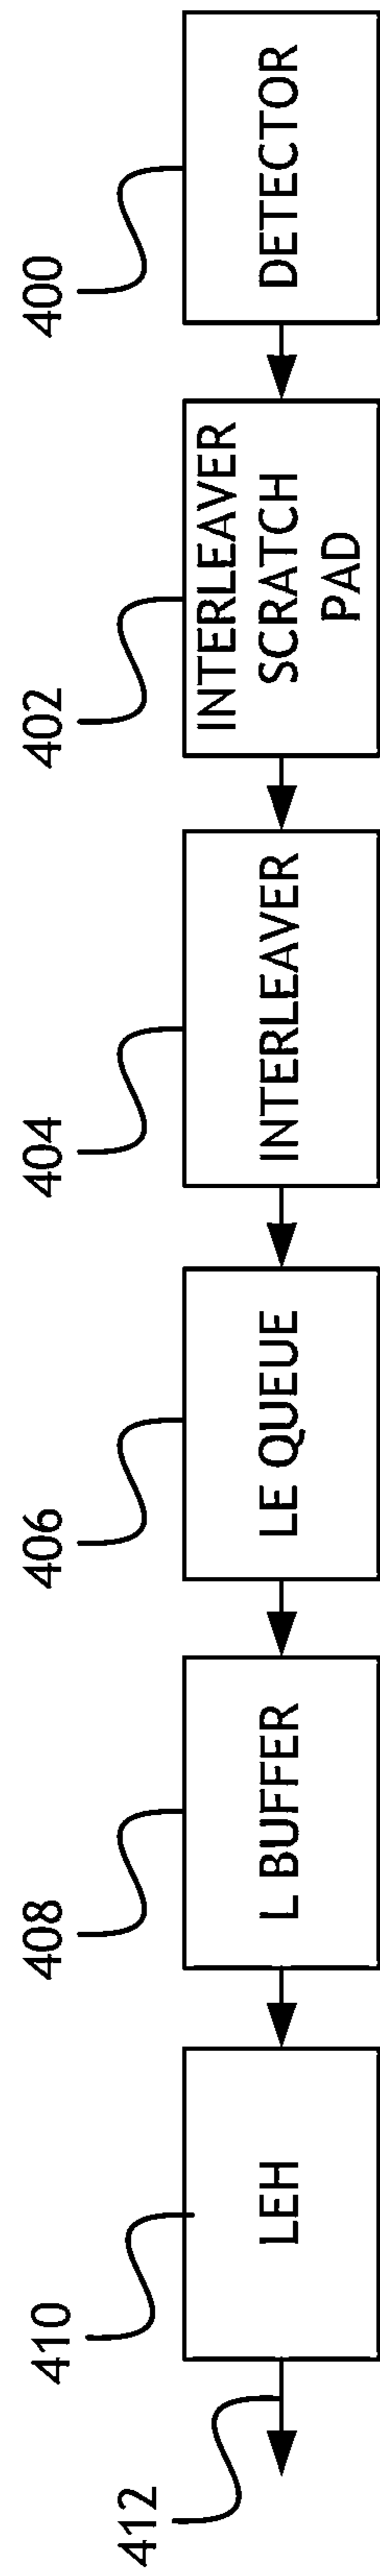 400
DETECTOR
402
INTERLEAVER
SCRATCH
PAD
404
INTERLEAVER
406
LE QUEUE
408
L BUFFER
410
LEH
412